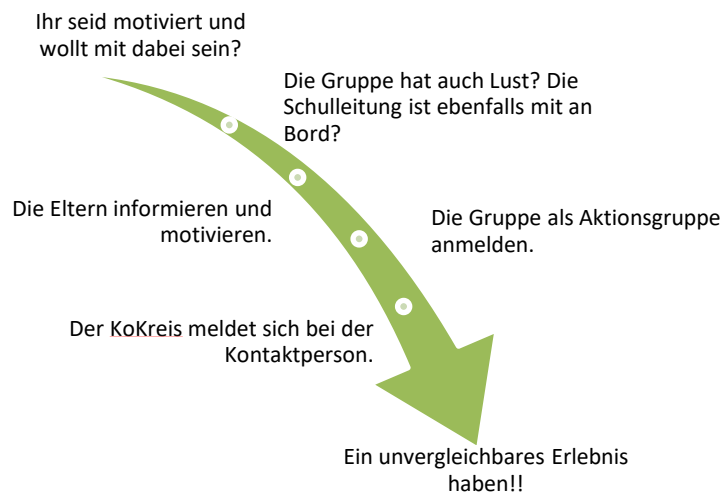 Ihr seid motiviert und
wollt mit dabei sein?
Die Gruppe hat auch Lust? Die
Schulleitung ist ebenfalls mit an
Bord?
Die Eltern informieren und
motivieren.
Die Gruppe als Aktionsgruppe
anmelden.
Der KoKreis meldet sich bei der
Kontaktperson.
Ein unvergleichbares Erlebnis
haben!!